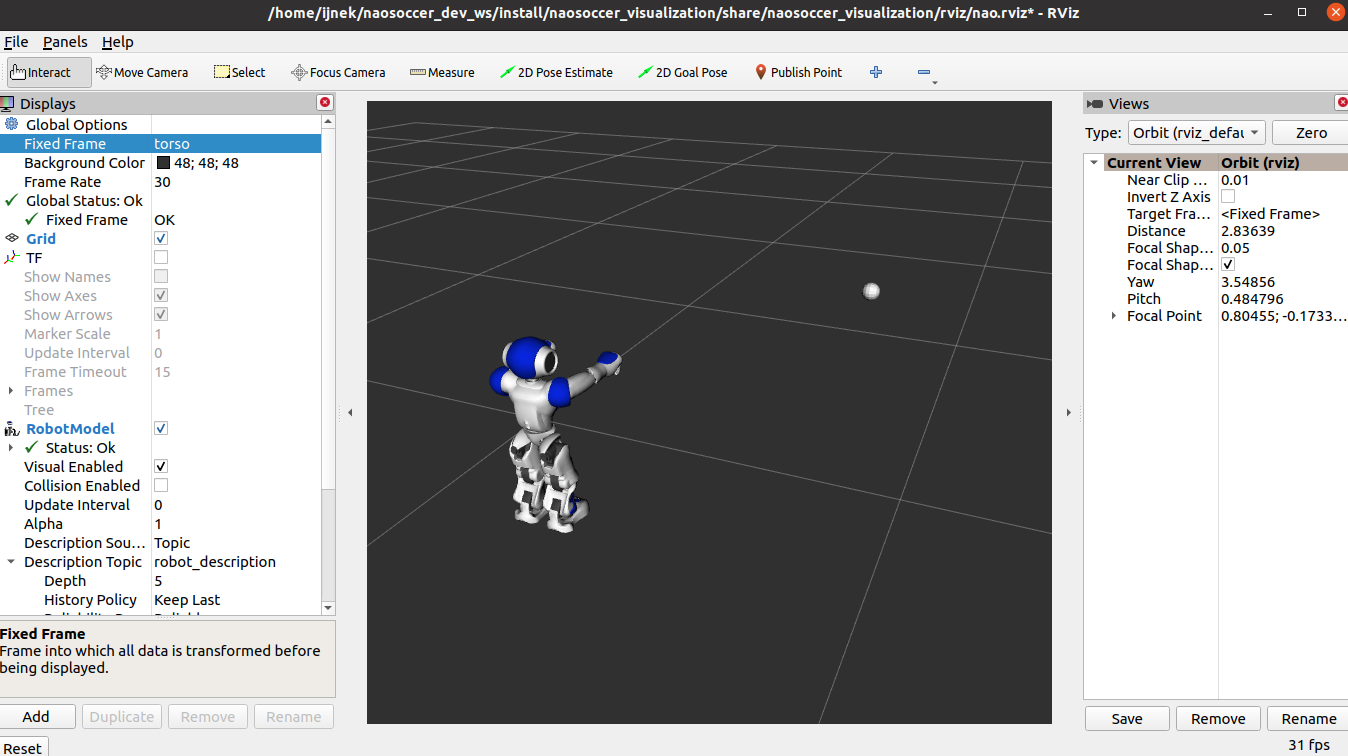 /home/ijnek/naosoccer_dev_ws/install/naosoccer_visualization/share/naosoccer_visualization/rviz/nao.rviz* - RViz
File Panels Help
Interact Move Camera Select Focus Camera Measure 2D Pose Estimate 2D Goal Pose Publish Point
Displays
Global Options
Fixed Frame torso
Background Color 48; 48; 48
Frame Rate 30
Global Status: Ok
Fixed Frame OK
Grid
TF
Show Names
Show Axes
Show Arrows
Marker Scale 1
Update Interval 0
Frame Timeout 15
Frames
Tree
RobotModel
Status: Ok
Visual Enabled
Collision Enabled
Update Interval 0
Alpha 1
Description Sou... Topic
Description Topic robot_description
Depth 5
History Policy Keep Last
Fixed Frame
Frame into which all data is transformed before
being displayed.
Add Duplicate Remove Rename
Reset
Views
Type: Orbit (rviz_defau Zero
Current View Orbit (rviz)
Near Clip ... 0.01
Invert Z Axis
Target Fra... <Fixed Frame>
Distance 2.83639
Focal Shap... 0.05
Focal Shap...
Yaw 3.54856
Pitch 0.484796
Focal Point 0.80455; -0.1733...
Save Remove Rename
31 fps